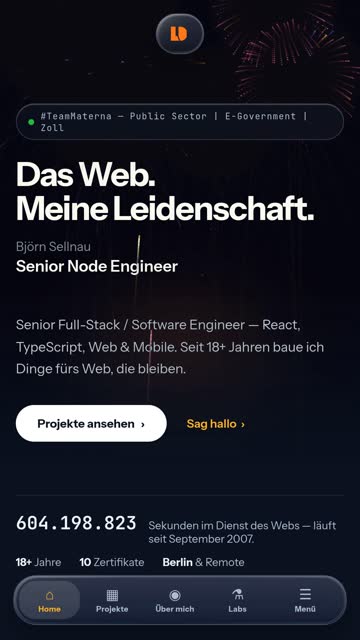 #TeamMaterna — Public Sector | E-Government |
Zoll
Das Web.
Meine Leidenschaft.
Björn Sellnau
Senior Node Engineer
Senior Full-Stack / Software Engineer — React,
TypeScript, Web & Mobile. Seit 18+ Jahren baue ich
Dinge fürs Web, die bleiben.
Projekte ansehen ›
Sag hallo ›
604.198.823
Sekunden im Dienst des Webs — läuft
seit September 2007.
18+ Jahre
10 Zertifikate
Berlin & Remote
Home
Projekte
Über mich
Labs
Menü